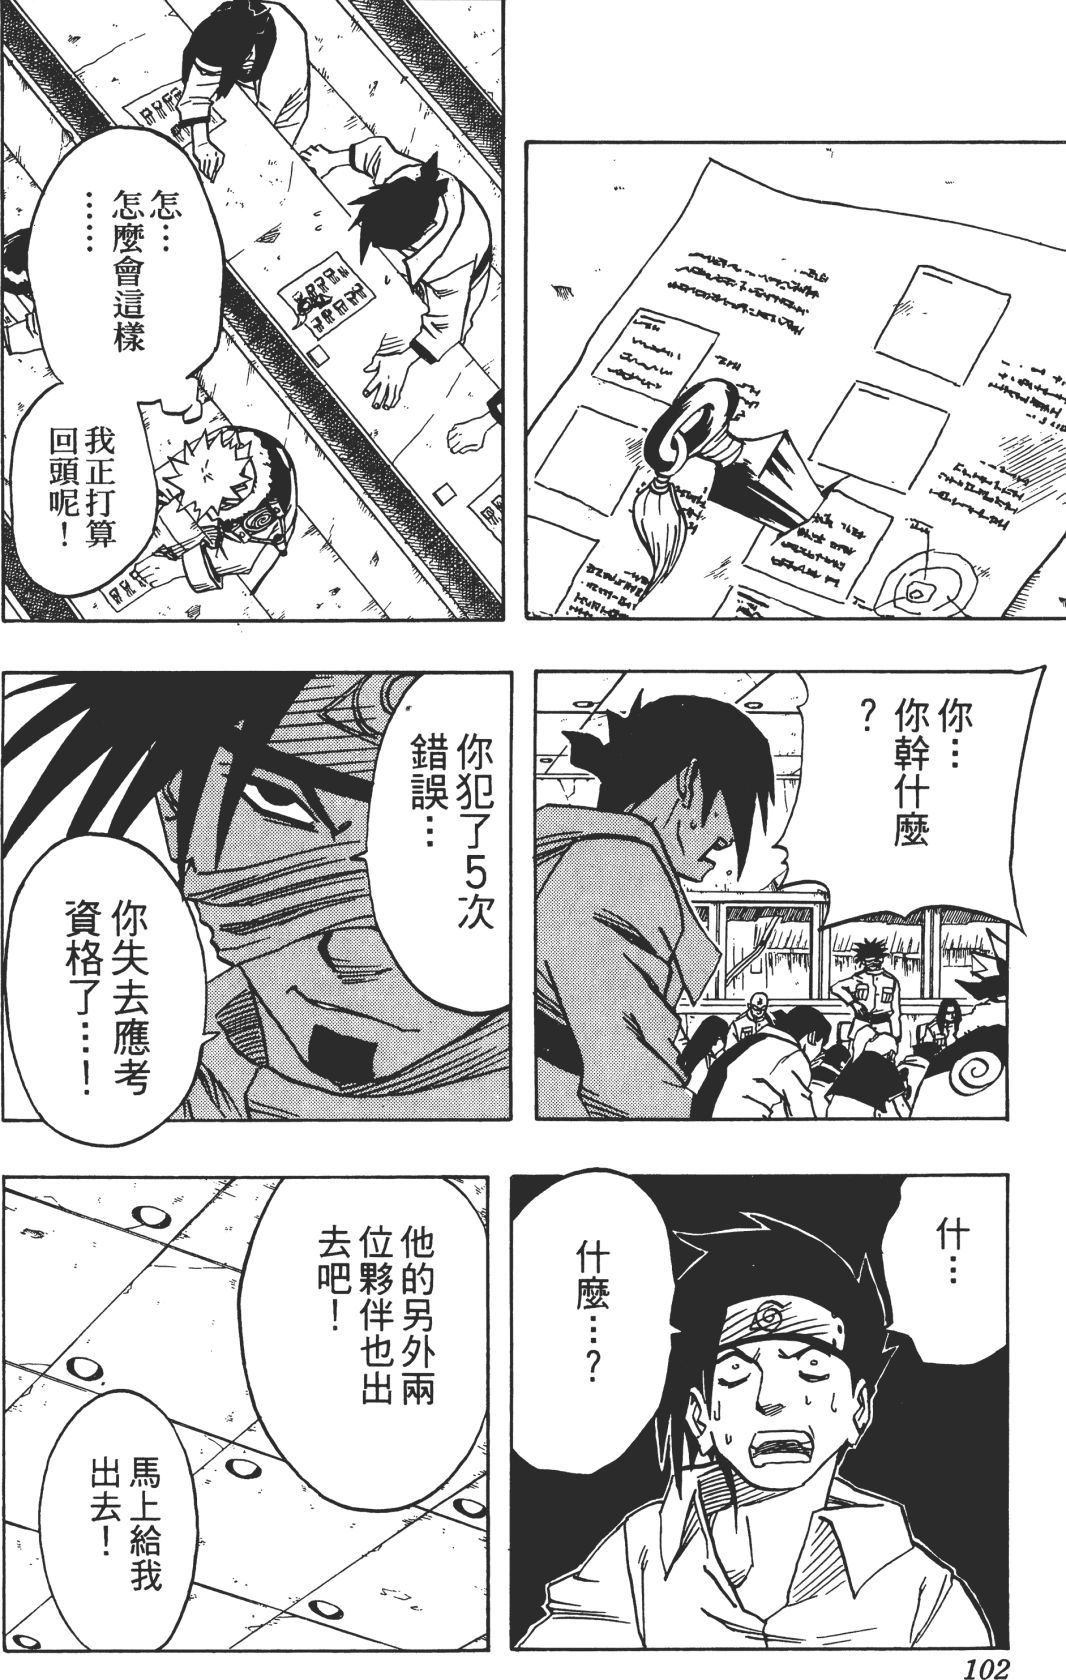 怎…
怎麼會這樣
……
我正打算
回頭呢！
你…
你幹什麼
？
你犯了5次
錯誤…
你失去應考
資格了…！
什…
什麼…？
他的另外兩
位夥伴也出
去吧！
馬上給我
出去！
102